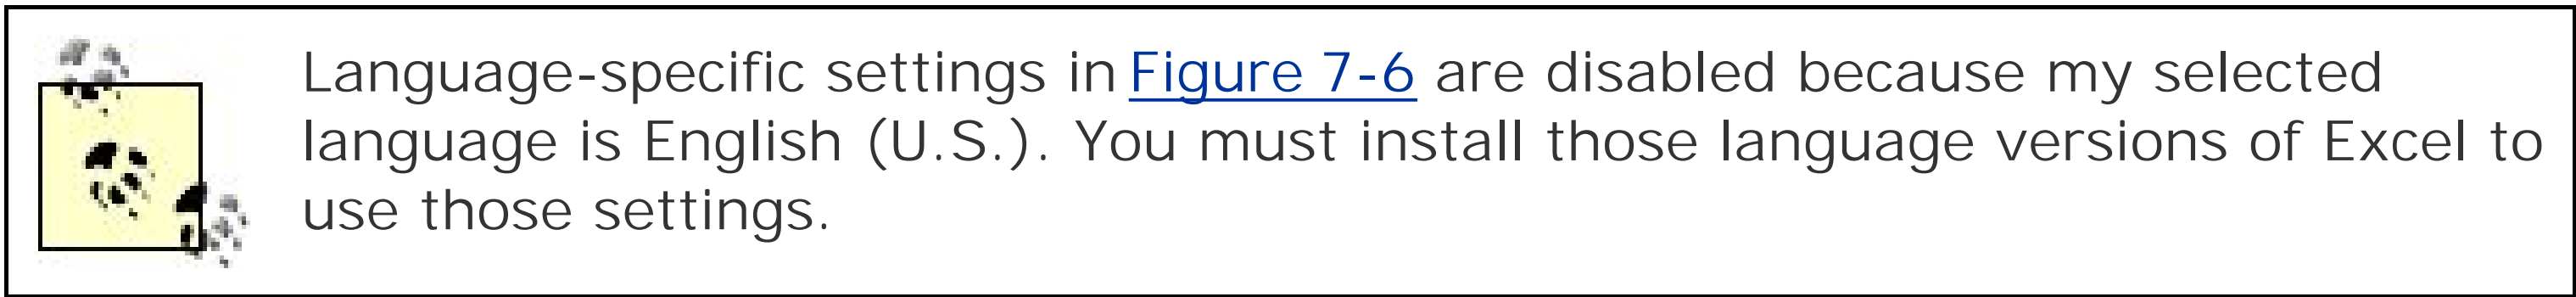 Language-specific settings in Figure 7-6 are disabled because my selected
language is English (U.S.). You must install those language versions of Excel to
use those settings.